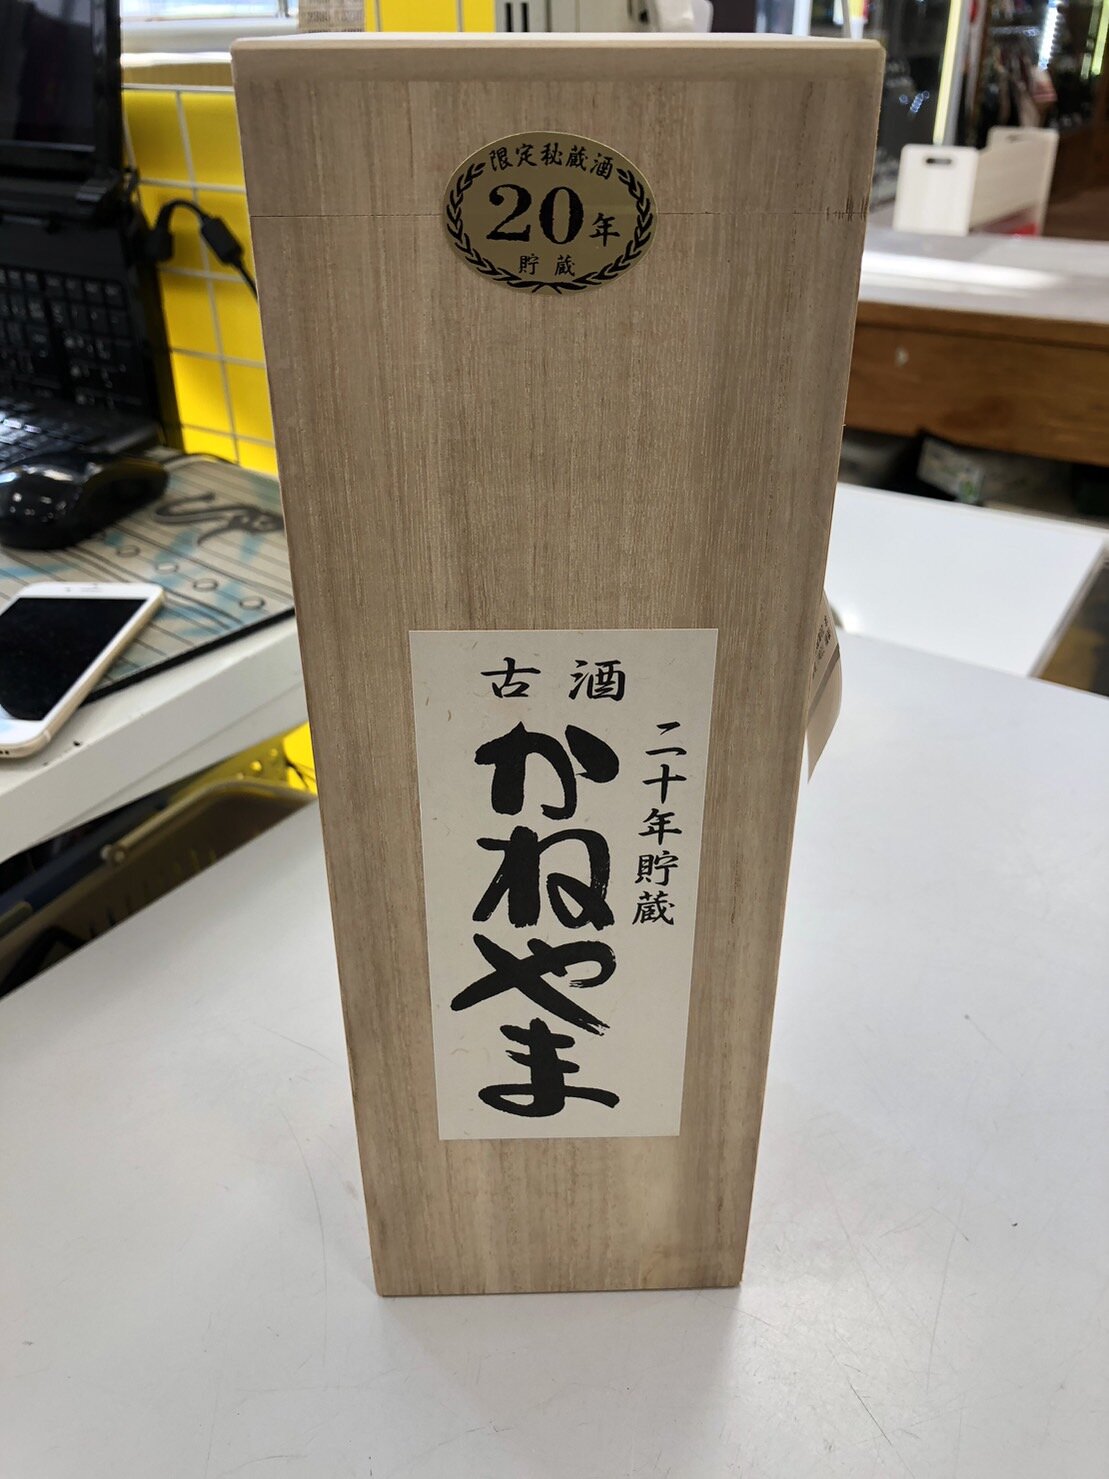 限定秘蔵酒
20年
貯蔵
古酒
二十年貯蔵
かねやま